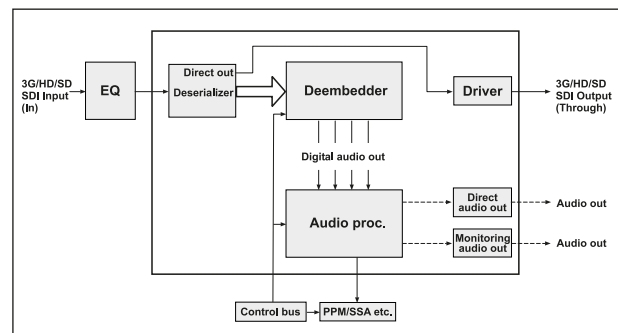 3G/HD/SD
SDI Input
(In)
EQ
Direct out
Deserializer
Deembedder
Driver
3G/HD/SD
SDI Output
(Through)
Digital audio out
Audio proc.
Direct
audio out
Audio out
Monitoring
audio out
Audio out
Control bus
PPM/SSA etc.